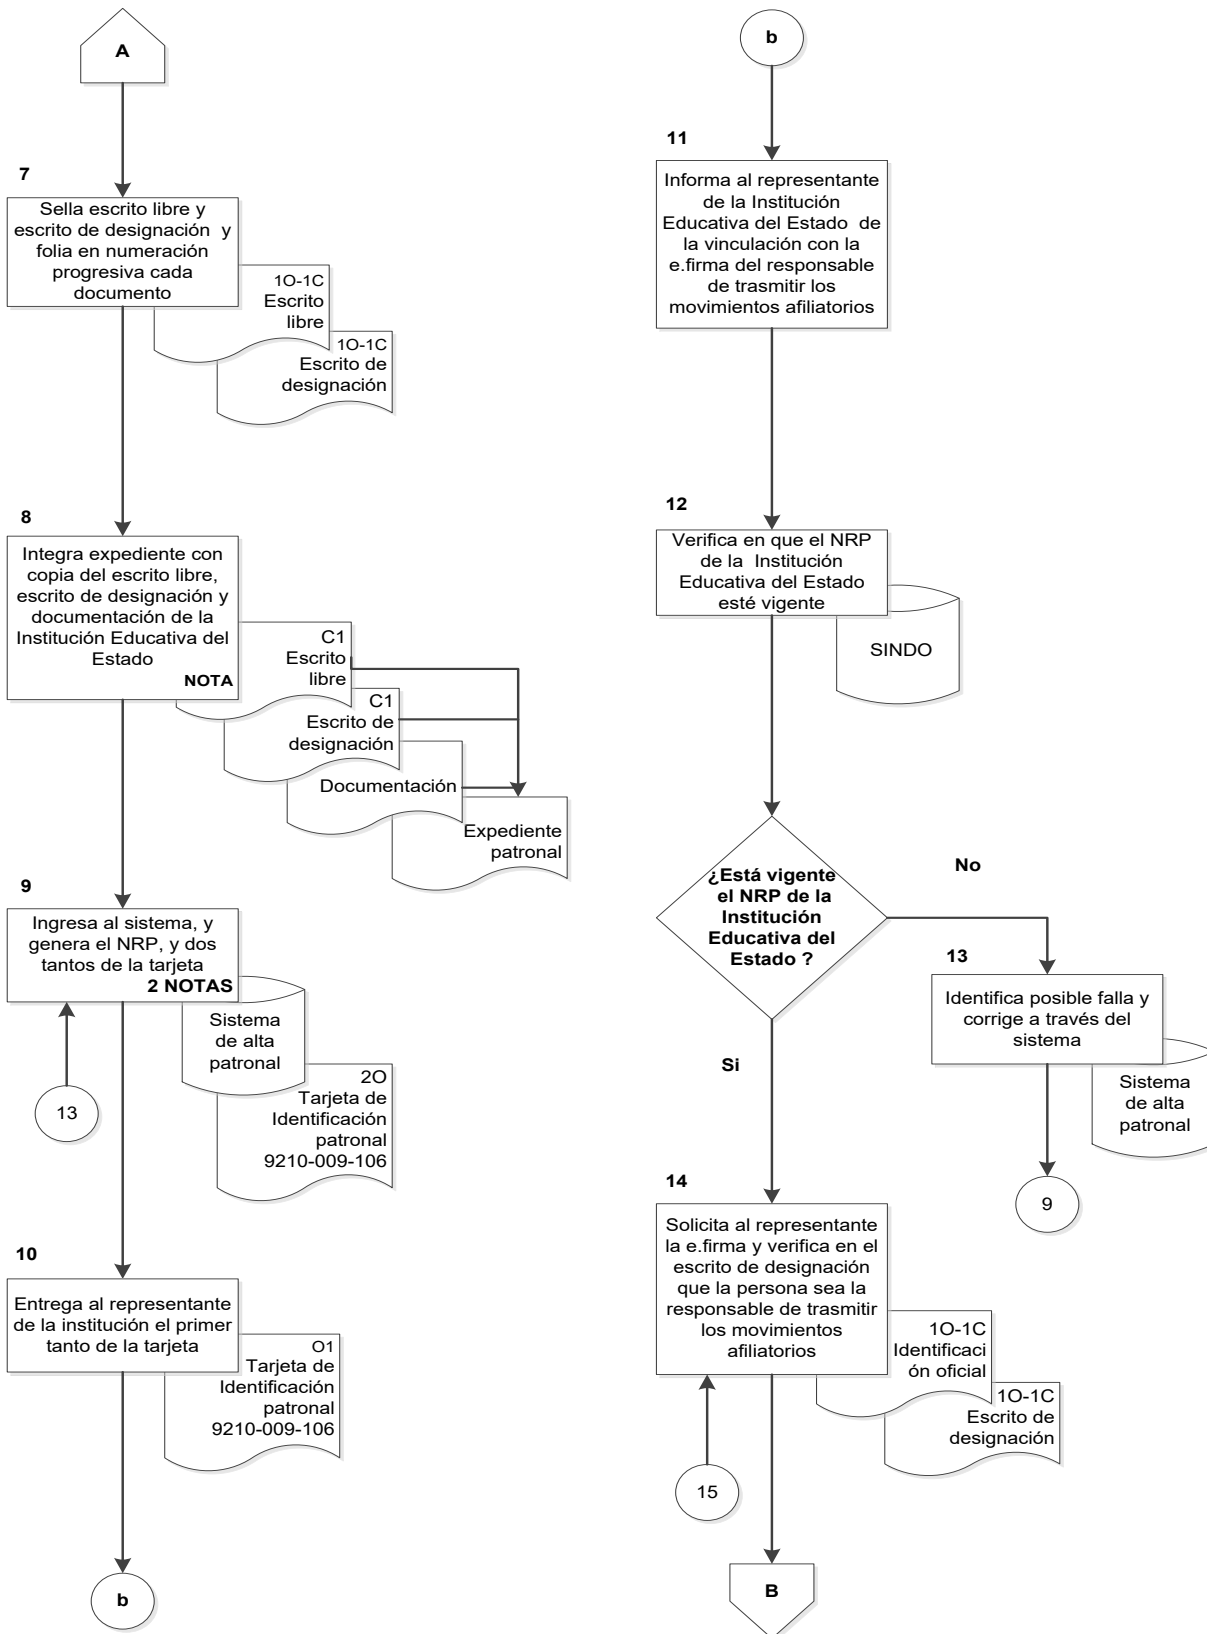 A
7
Sella escrito libre y
escrito de designación y
folia en numeración
progresiva cada
documento
1O-1C
Escrito
libre
1O-1C
Escrito de
designación
8
Integra expediente con
copia del escrito libre,
escrito de designación y
documentación de la
Institución Educativa del
Estado
NOTA
C1
Escrito
libre
C1
Escrito de
designación
Documentación
Expediente
patronal
9
Ingresa al sistema, y
genera el NRP, y dos
tantos de la tarjeta
2 NOTAS
Sistema
de alta
patronal
13
2O
Tarjeta de
Identificación
patronal
9210-009-106
10
Entrega al representante
de la institución el primer
tanto de la tarjeta
O1
Tarjeta de
Identificación
patronal
9210-009-106
b
b
11
Informa al representante
de la Institución
Educativa del Estado de
la vinculación con la
e.firma del responsable
de trasmitir los
movimientos afiliatorios
12
Verifica en que el NRP
de la Institución
Educativa del Estado
esté vigente
SINDO
¿Está vigente
el NRP de la
Institución
Educativa del
Estado ?
No
13
Identifica posible falla y
corrige a través del
sistema
Sistema
de alta
patronal
9
Si
14
Solicita al representante
la e.firma y verifica en el
escrito de designación
que la persona sea la
responsable de trasmitir
los movimientos
afiliatorios
1O-1C
Identificaci
ón oficial
1O-1C
Escrito de
designación
15
B